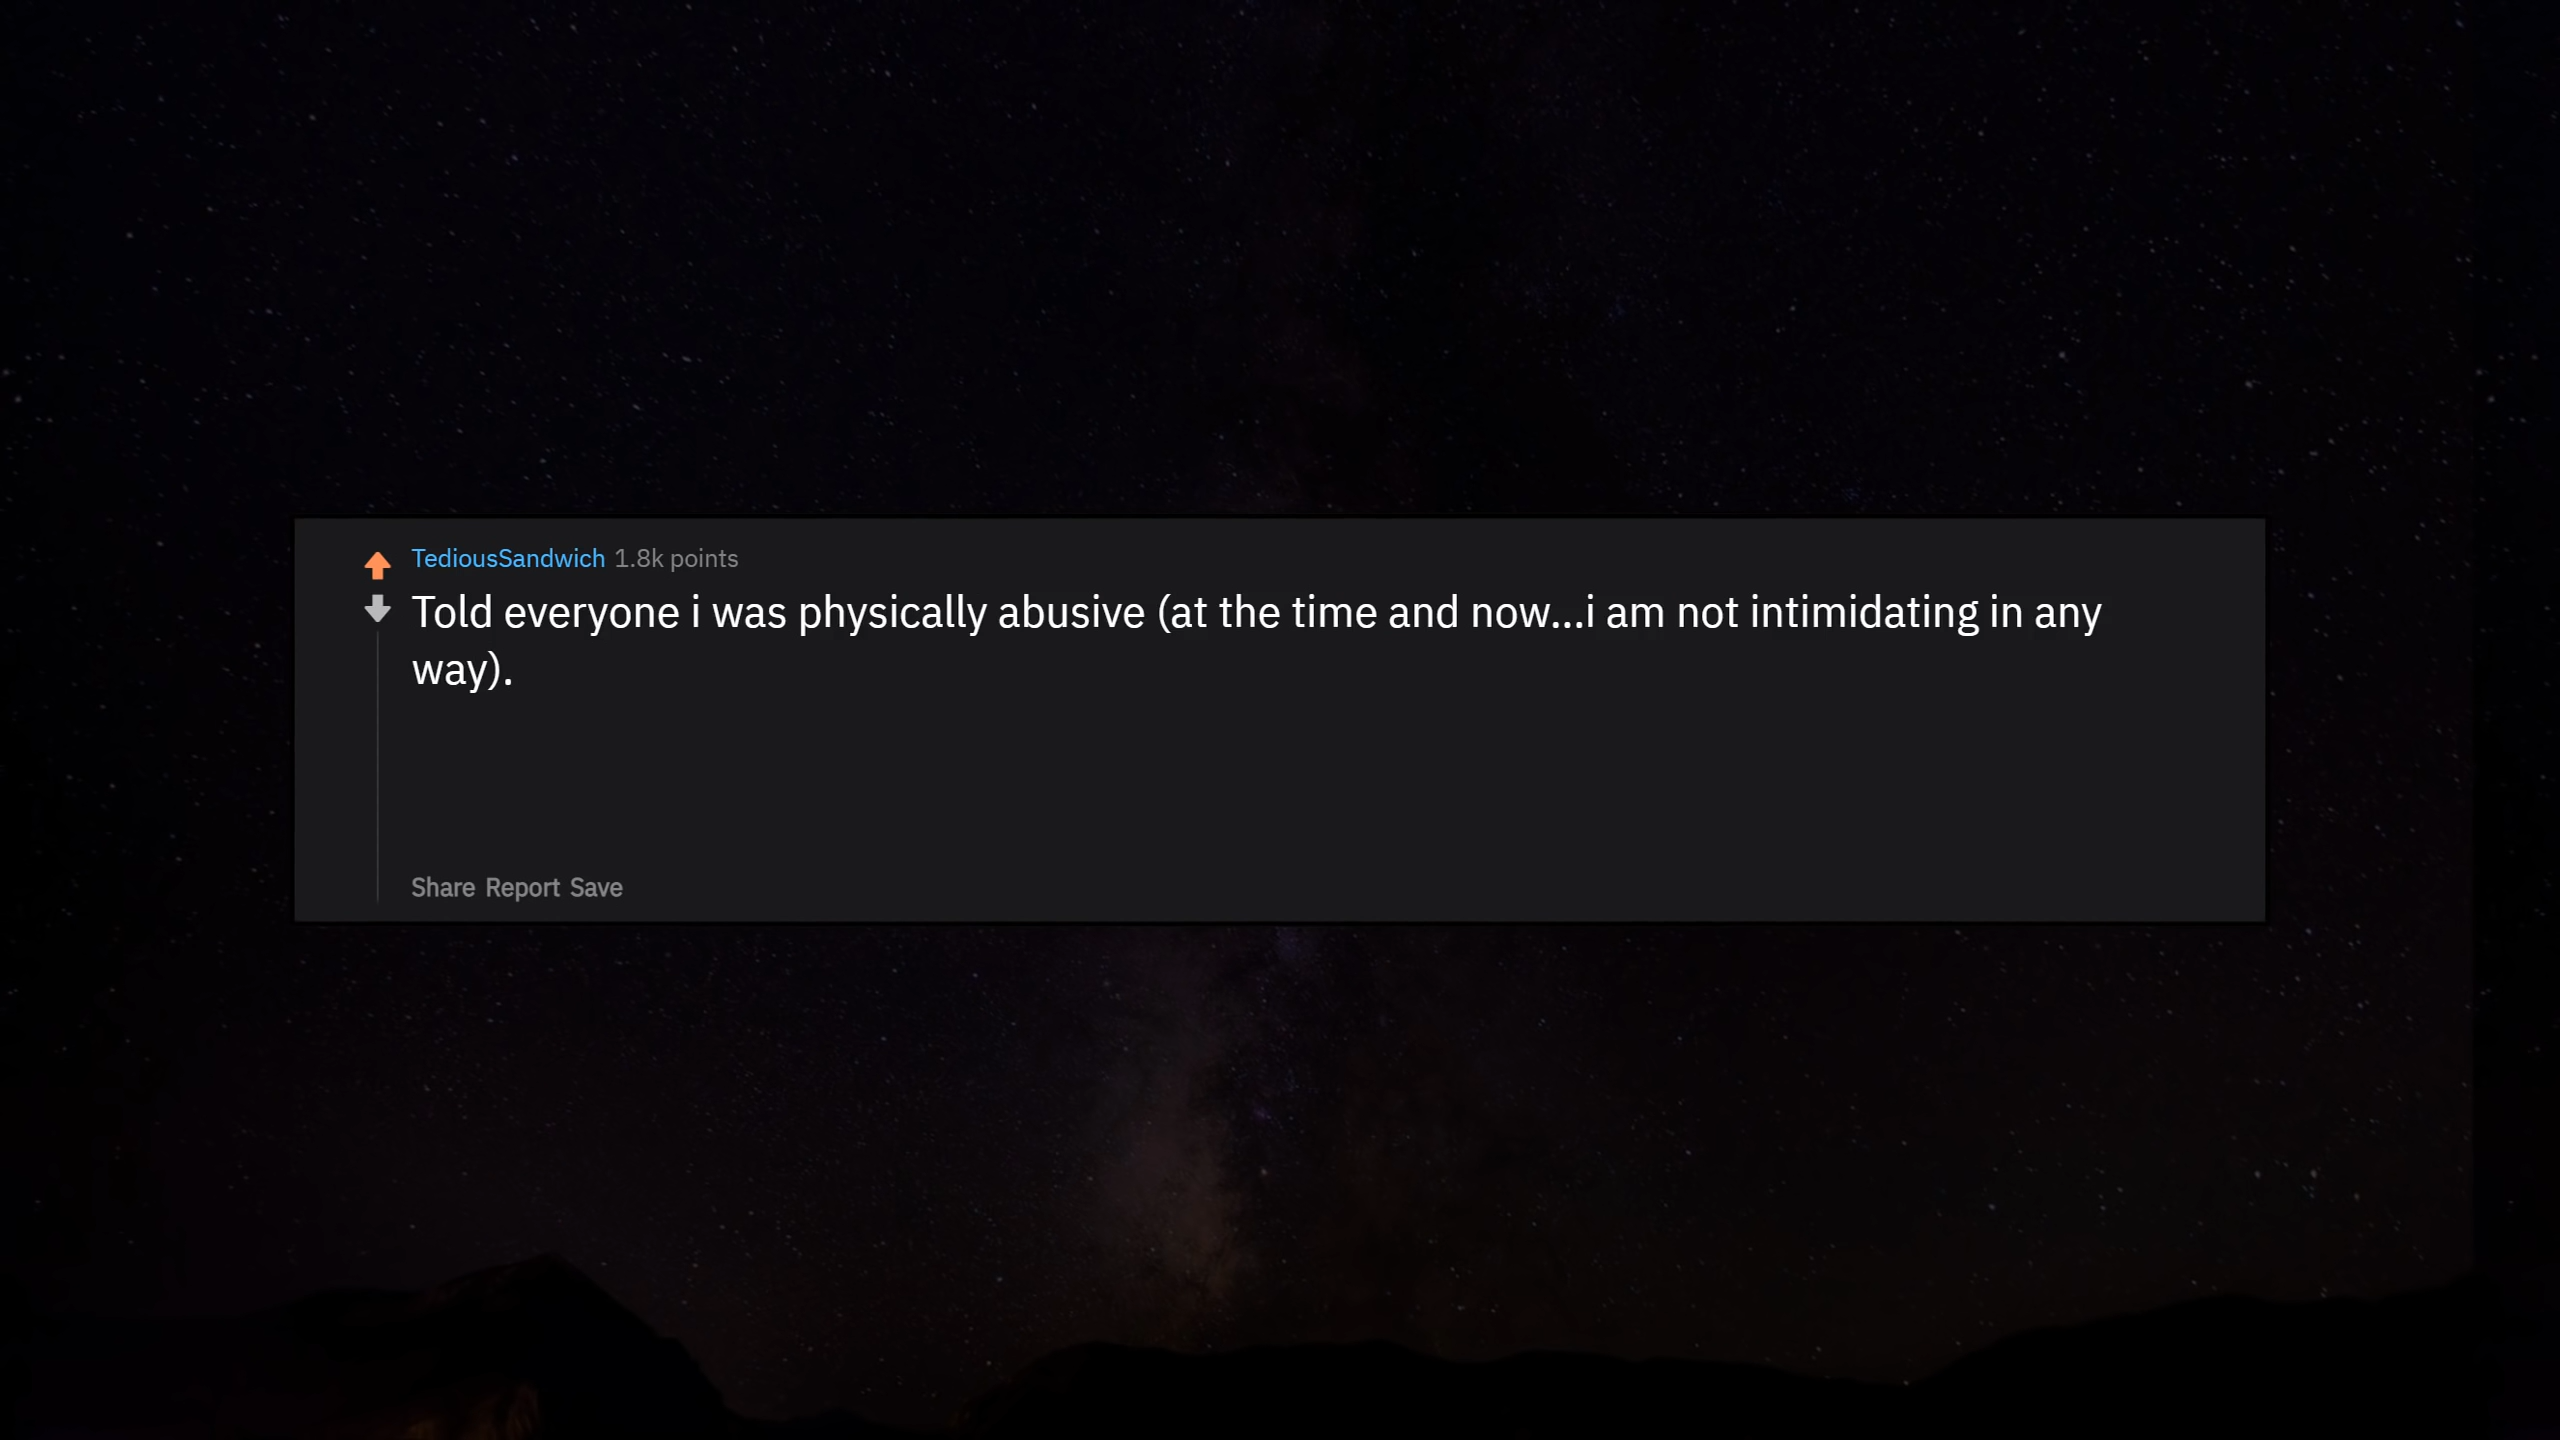 TediousSandwich 1.8k points
Told everyone i was physically abusive (at the time and now...i am not intimidating in any
way).
Share Report Save